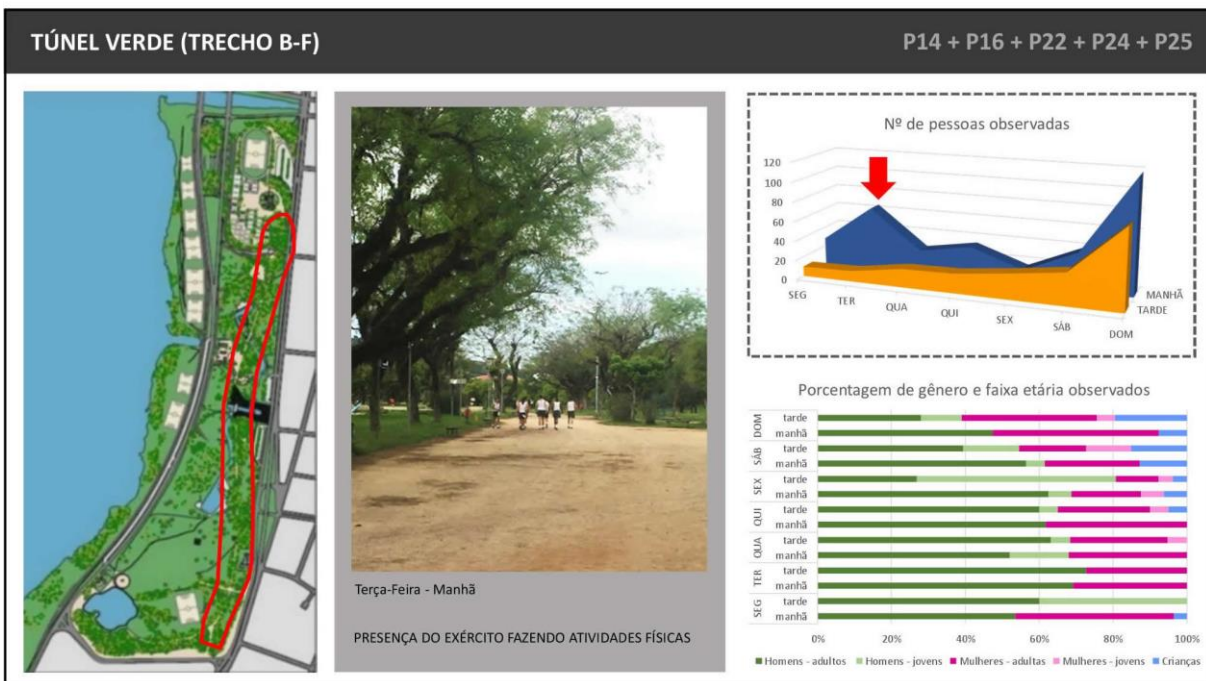 TÚNEL VERDE (TRECHO B-F)
P14 + P16 + P22 + P24 + P25
Terça-Feira - Manhã
PRESENÇA DO EXÉRCITO FAZENDO ATIVIDADES FÍSICAS
Nº de pessoas observadas
120
100
80
60
40
20
0
SEG
TER
QUA
QUI
SEX
SÁB
DOM
MANHÃ
TARDE
Porcentagem de gênero e faixa etária observados
DOM
tarde
manhã
SÁB
tarde
manhã
SEX
tarde
manhã
QUI
tarde
manhã
QUA
tarde
manhã
TER
tarde
manhã
SEG
tarde
manhã
0% 20% 40% 60% 80% 100%
Homens - adultos Homens - jovens Mulheres - adultas Mulheres - jovens Crianças